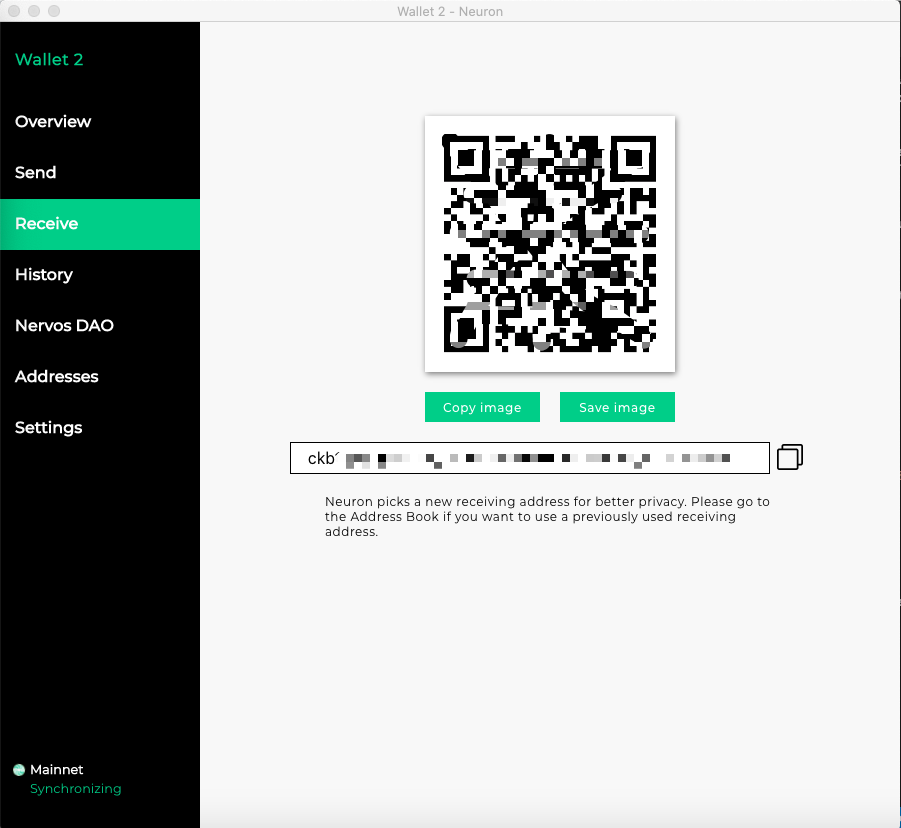 Wallet 2 - Neuron
Wallet 2
Overview
Send
Receive
History
Nervos DAO
Addresses
Settings
Mainnet
Synchronizing
Copy image
Save image
ckb
Neuron picks a new receiving address for better privacy. Please go to
the Address Book if you want to use a previously used receiving
address.